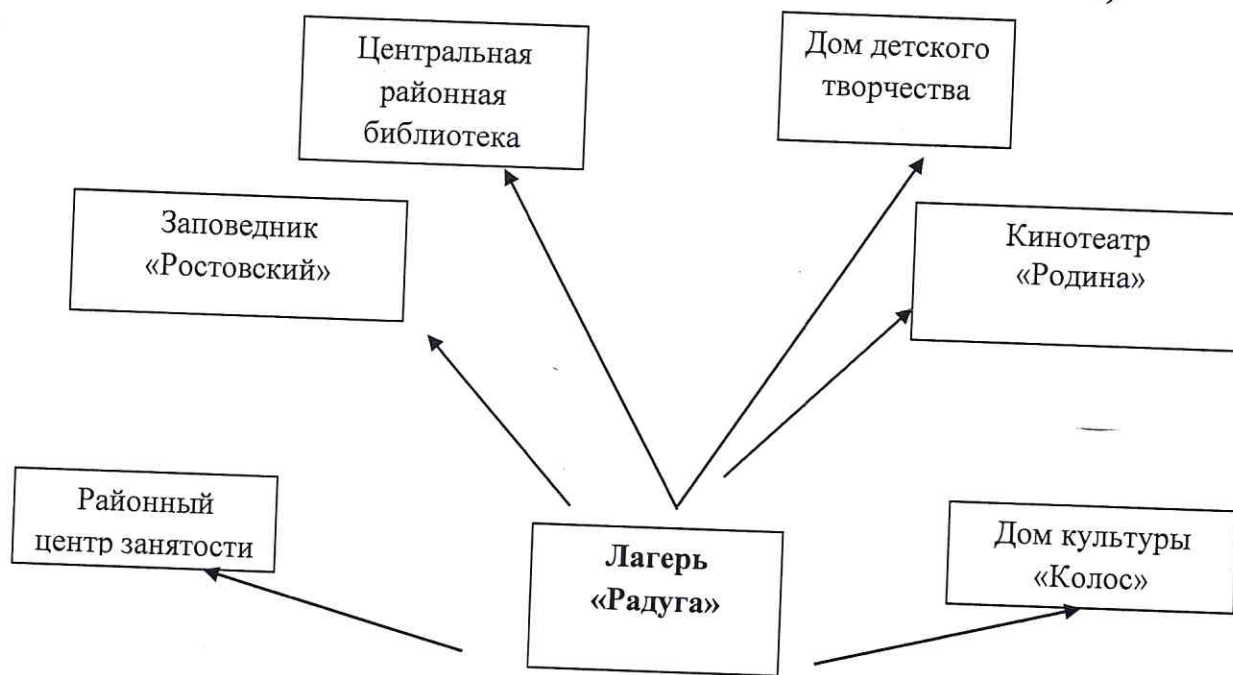 Центральная
районная
библиотека
Дом детского
творчества
Заповедник
«Ростовский»
Кинотеатр
«Родина»
Районный
центр занятости
Лагерь
«Радуга»
Дом культуры
«Колос»